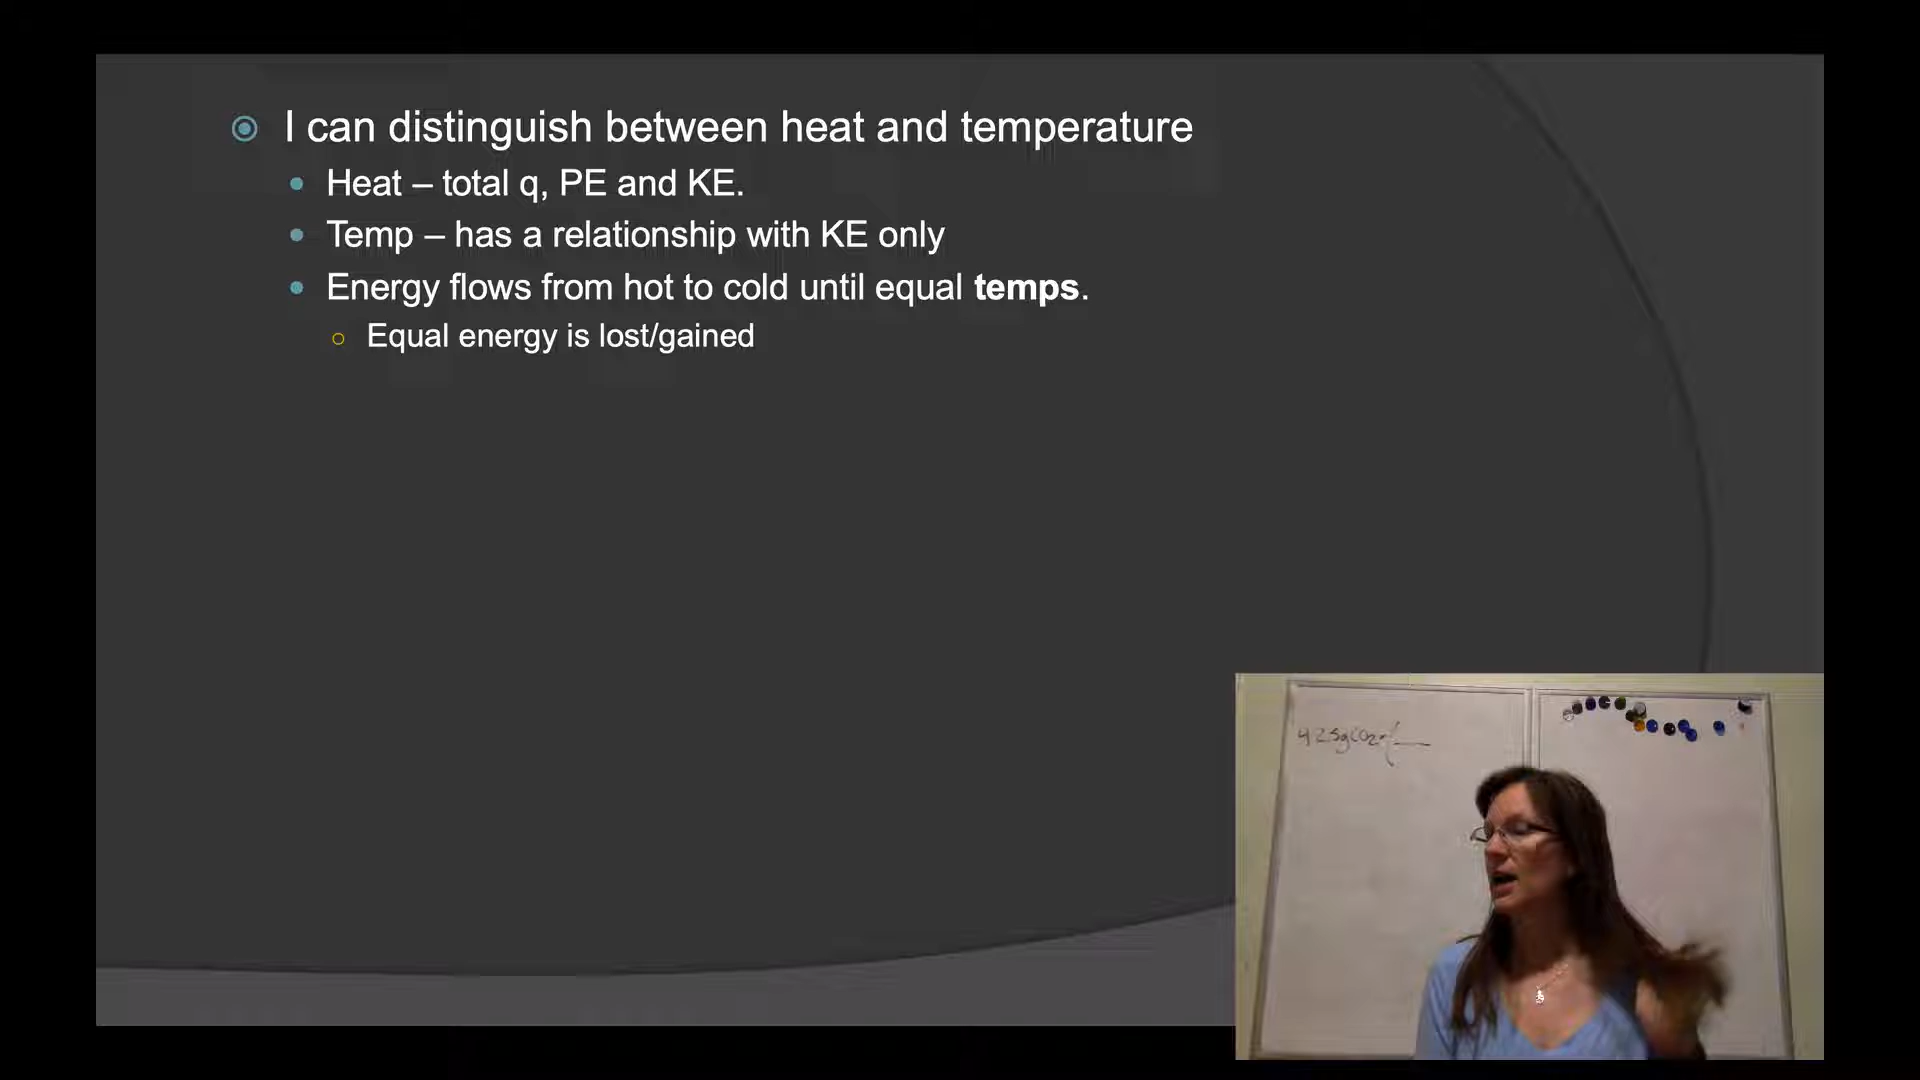 I can distinguish between heat and temperature
Heat – total q, PE and KE.
Temp – has a relationship with KE only
Energy flows from hot to cold until equal temps.
Equal energy is lost/gained